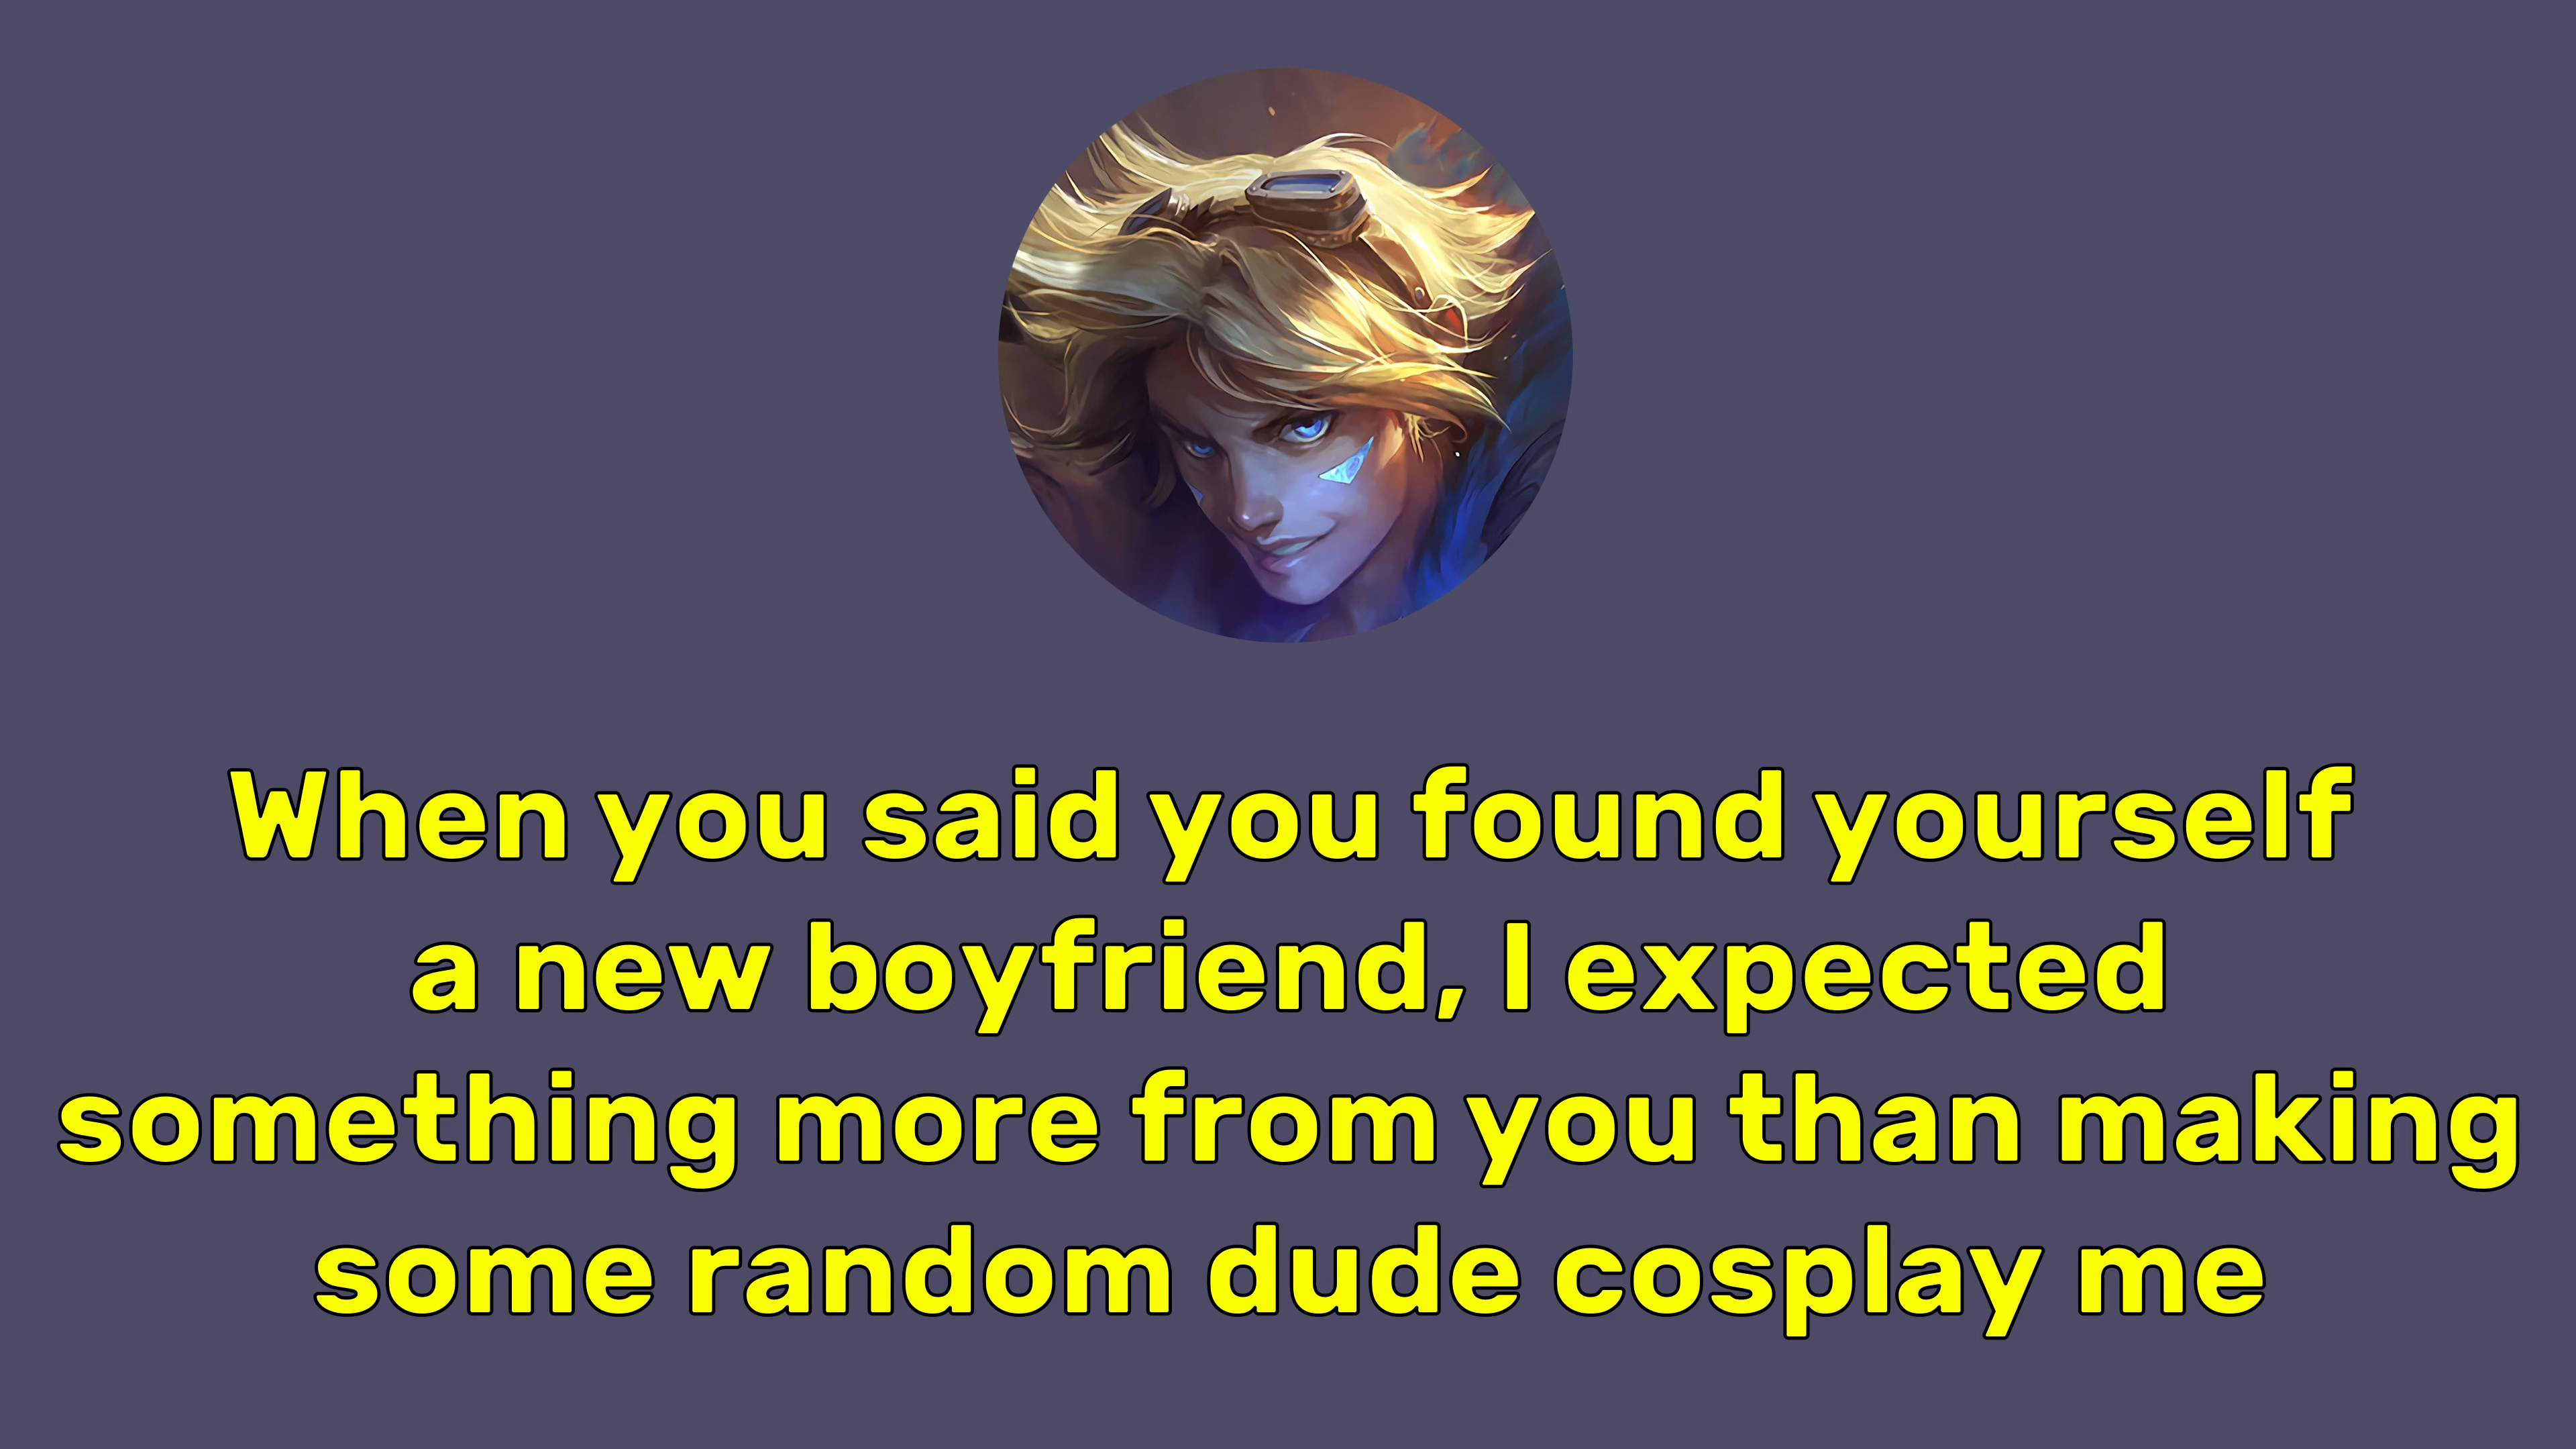 When you said you found yourself
a new boyfriend, I expected
something more from you than making
some random dude cosplay me